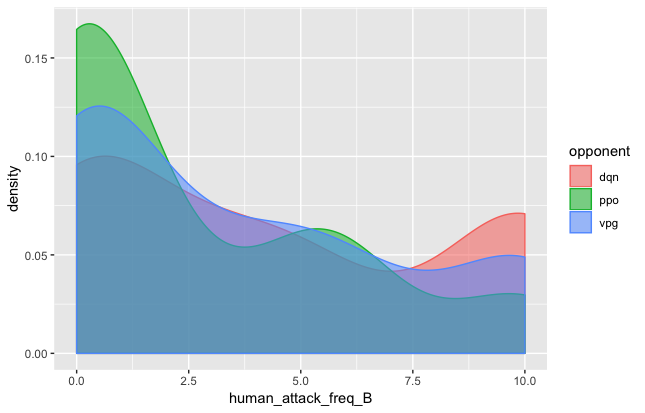 0.15
0.10
0.05
0.00
density
0.0
2.5
5.0
7.5
10.0
human_attack_freq_B
opponent
dqn
ppo
vpg